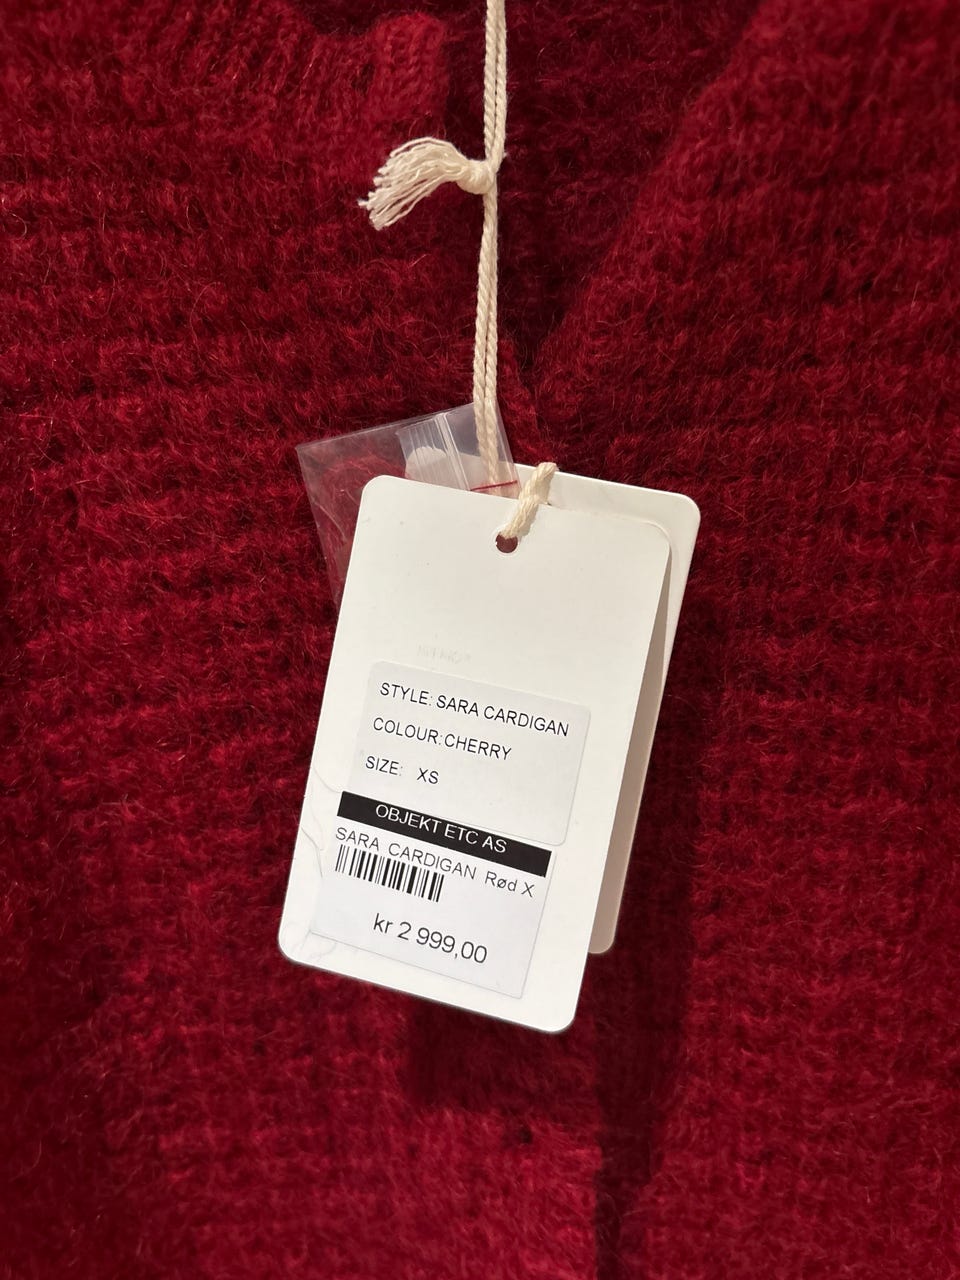 STYLE: SARA CARDIGAN
COLOUR: CHERRY
SIZE: XS
OBJEKT ETC AS
SARA CARDIGAN Rød X
kr 2 999,00